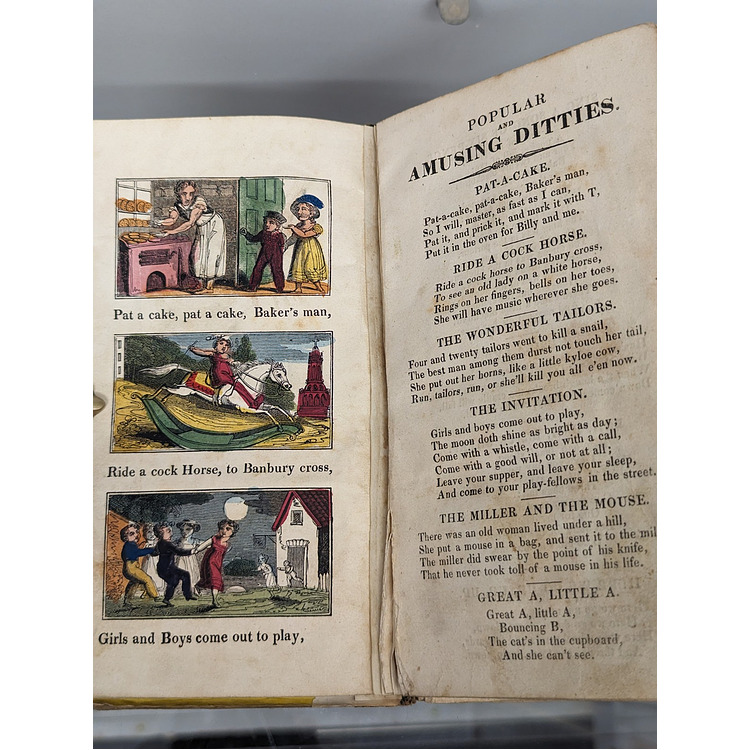 Pat a cake, pat a cake, Baker's man,
Ride a cock Horse, to Banbury cross,
Girls and Boys come out to play,
POPULAR
AND
AMUSING DITTIES.
PAT-A-CAKE.
Pat-a-cake, pat-a-cake, Baker's man,
So I will, master, as fast as I can,
Pat it, and prick it, and mark it with T,
Put it in the oven for Billy and me.
RIDE A COCK HORSE.
Ride a cock horse to Banbury cross,
To see an old lady on a white horse,
Rings on her fingers, bells on her toes,
She will have music wherever she goes.
THE WONDERFUL TAILORS.
Four and twenty tailors went to kill a snail,
The best man among them durst not touch her tail,
She put out her horns, like a little kyloe cow,
Run, tailors, run, or she'll kill you all e'en now.
THE INVITATION.
Girls and boys come out to play,
The moon doth shine as bright as day;
Come with a whistle, come with a call,
Come with a good will, or not at all;
Leave your supper, and leave your sleep,
And come to your play-fellows in the street.
THE MILLER AND THE MOUSE.
There was an old woman lived under a hill,
She put a mouse in a bag, and sent it to the mil
The miller did swear by the point of his knife,
That he never took toll of a mouse in his life.
GREAT A, LITTLE A.
Great A, little A,
Bouncing B,
The cat's in the cupboard,
And she can't see.